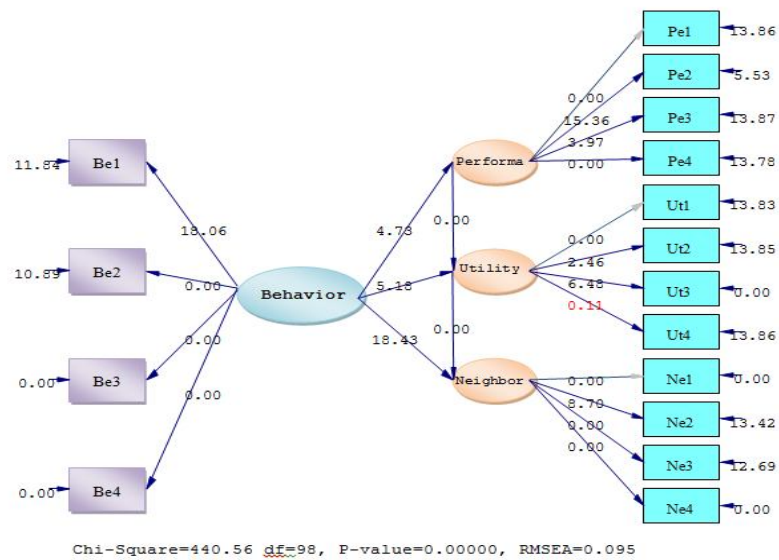 Pe1 13.86
Pe2 5.53
0.00
15.36 Pe3 13.87
3.97
11.84 Be1 Performa 0.00 Pe4 13.78
Ut1 13.83
0.00
18.06 4.73
0.00 Ut2 13.85
2.46
10.89 Be2 0.00 Behavior 5.18 Utility 6.48 Ut3 0.00
0.11
0.00 18.43 0.00 Ut4 13.86
0.00 Be3 Neighbor 0.00 Ne1 0.00
0.00 8.70
0.00 Ne2 13.42
0.00
Ne3 12.69
0.00 Be4 Ne4 0.00
Chi-Square=440.56 df=98, P-value=0.00000, RMSEA=0.095